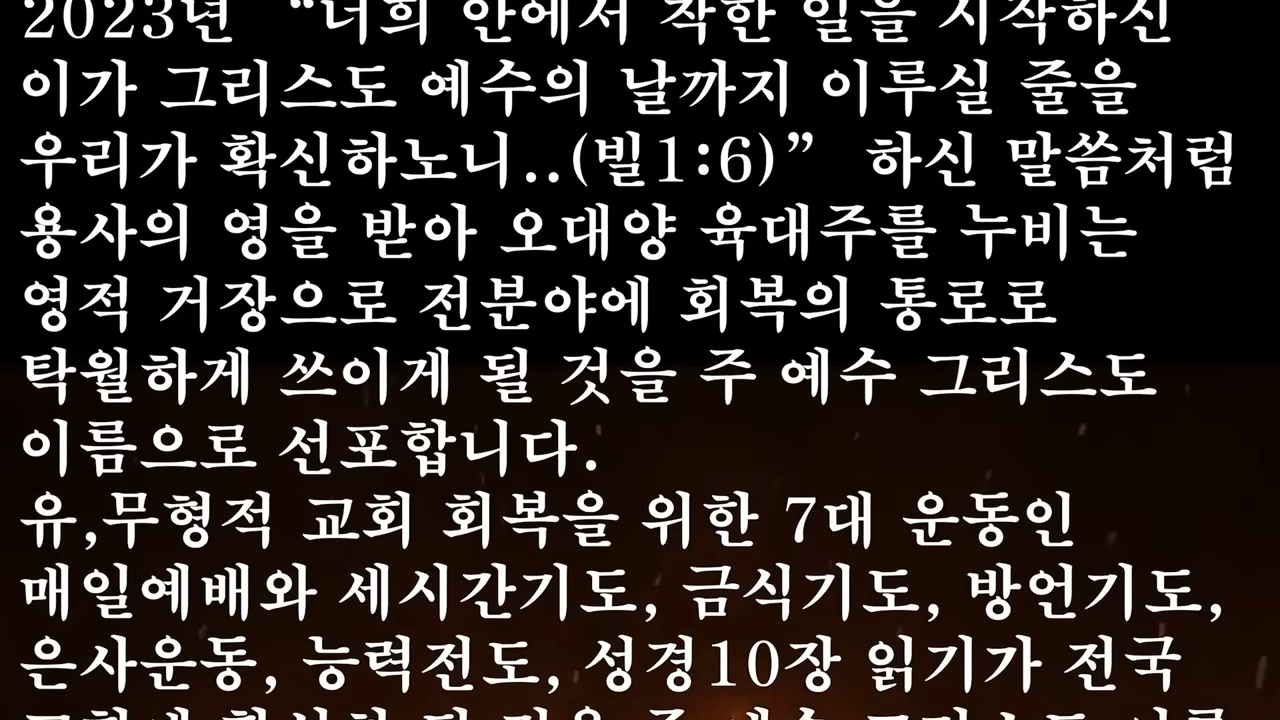 2023년 “너희 안에서 착한 일을 시작하신
이가 그리스도 예수의 날까지 이루실 줄을
우리가 확신하노니..(빌1:6)” 하신 말씀처럼
용사의 영을 받아 오대양 육대주를 누비는
영적 거장으로 전분야에 회복의 통로로
탁월하게 쓰이게 될 것을 주 예수 그리스도
이름으로 선포합니다.
유,무형적 교회 회복을 위한 7대 운동인
매일예배와 세시간기도, 금식기도, 방언기도,
은사운동, 능력전도, 성경10장 읽기가 전국